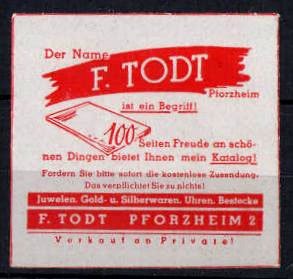 Der Name
F. TODT
Pforzheim
ist ein Begriff!
100 Seiten Freude an schö-
nen Dingen bietet Ihnen mein Katalog!
Fordern Sie bitte sofort die kostenlose Zusendung.
Das verpflichtet Sie zu nichts!
Juwelen, Gold- u. Silberwaren, Uhren, Bestecke
F. TODT PFORZHEIM 2
Verkauf an Private!